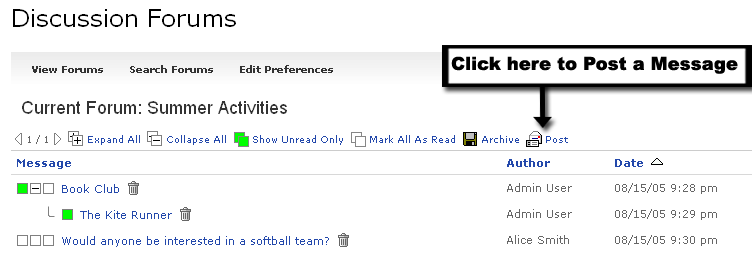 Discussion Forums
Click here to Post a Message
View Forums Search Forums Edit Preferences
Current Forum: Summer Activities
1 / 1 Expand All Collapse All Show Unread Only Mark All As Read Archive Post
Message Author Date
Book Club Admin User 08/15/05 9:28 pm
The Kite Runner Admin User 08/15/05 9:29 pm
Would anyone be interested in a softball team? Alice Smith 08/15/05 9:30 pm